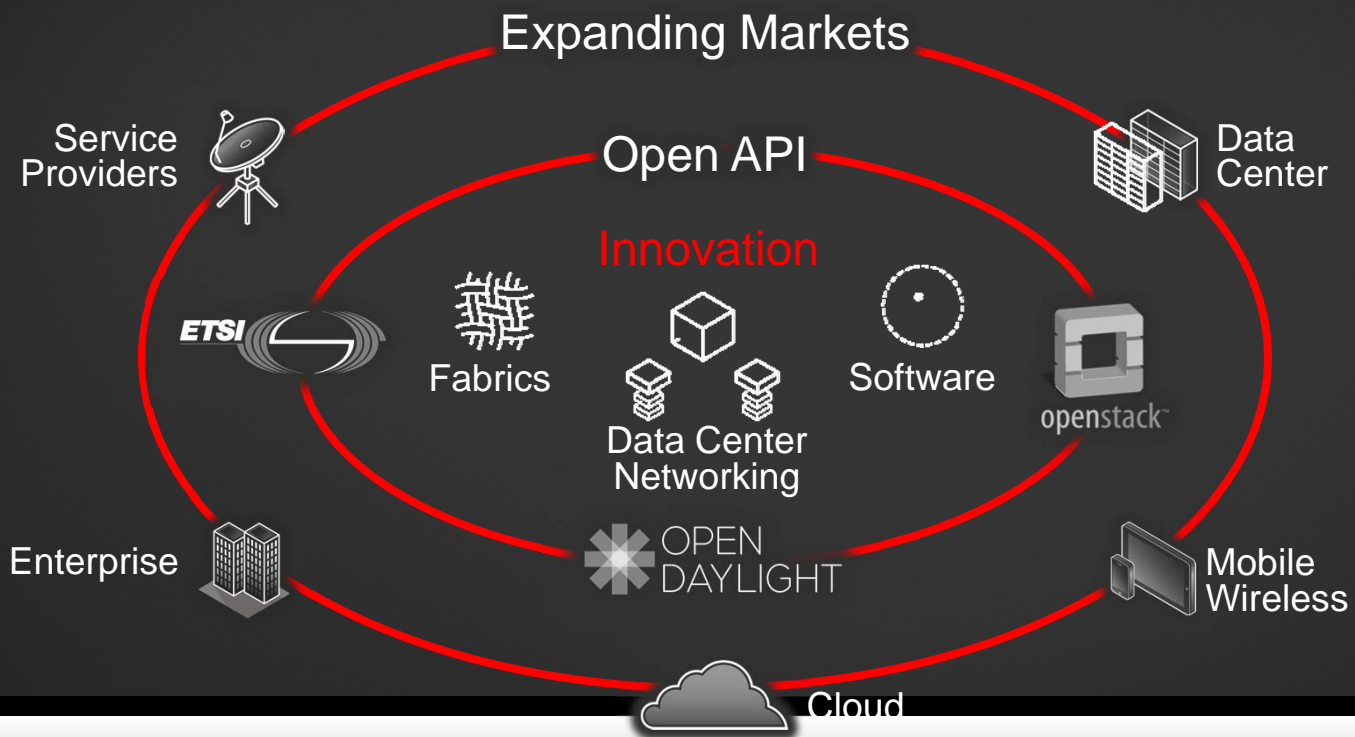 Expanding Markets
Service
Providers
Data
Center
Open API
Innovation
ETSI
Fabrics
Software
openstack™
Data Center
Networking
OPEN
DAYLIGHT
Enterprise
Mobile
Wireless
Cloud